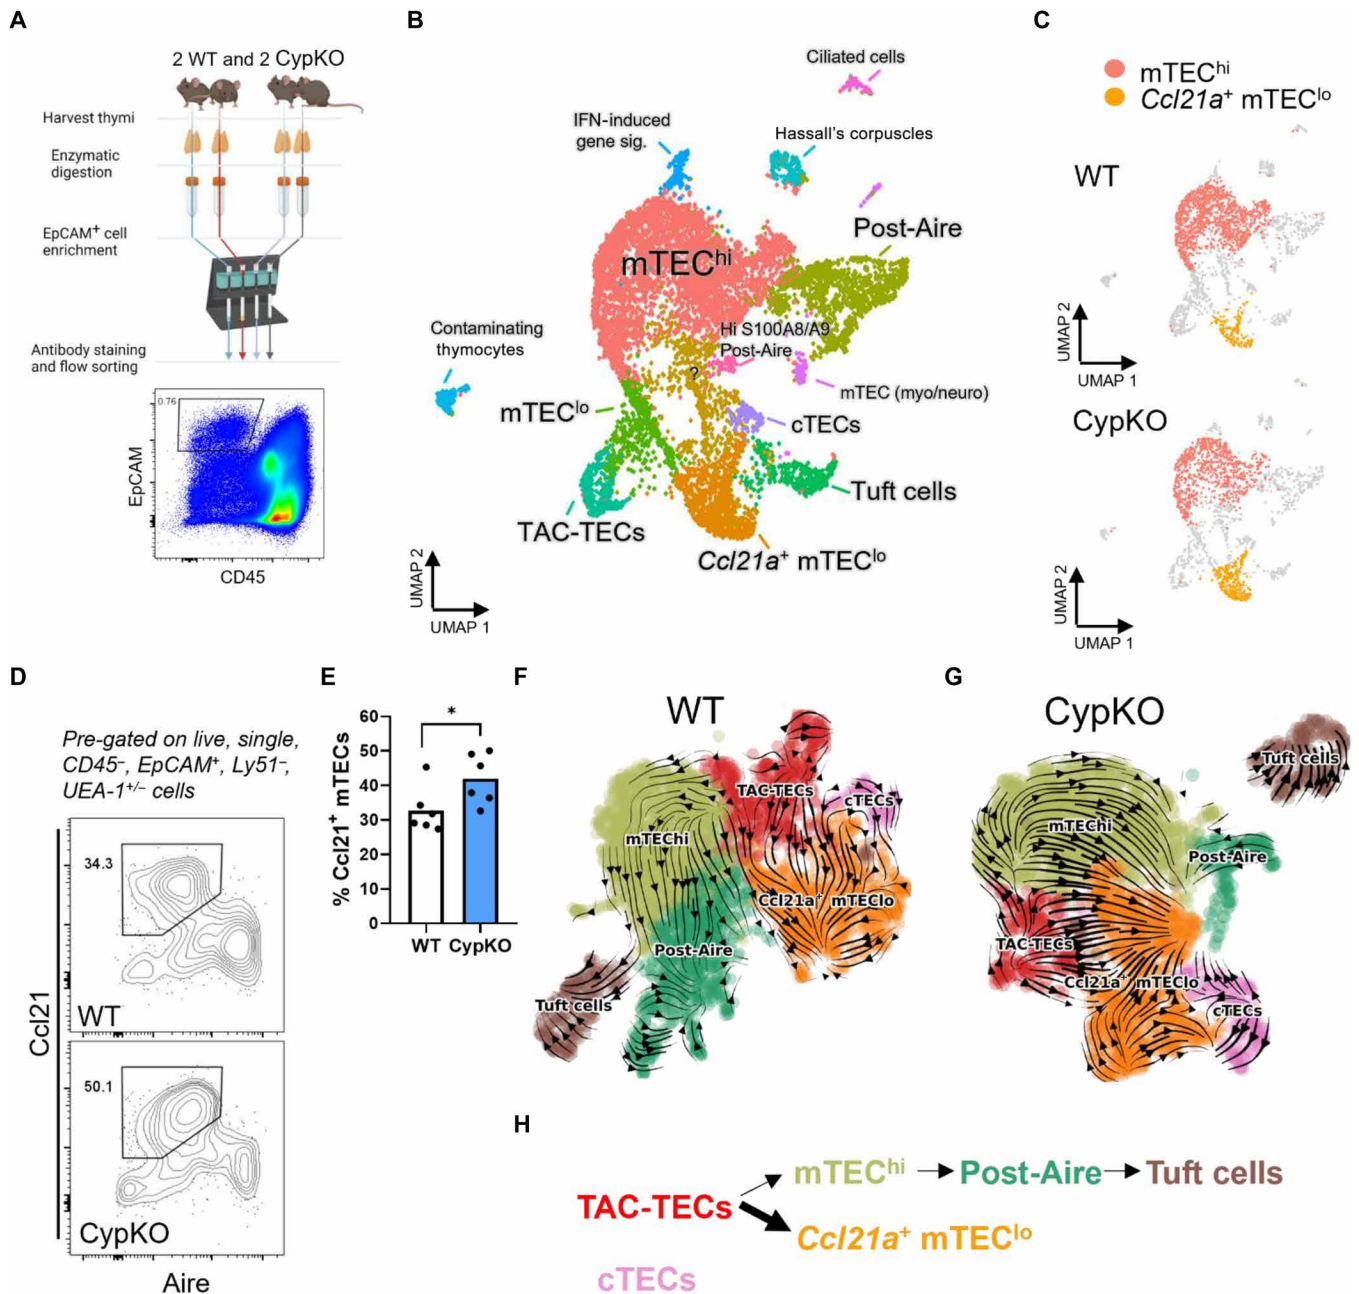 A
2 WT and 2 CypKO
Harvest thymi
Enzymatic
digestion
EpCAM⁺ cell
enrichment
Antibody staining
and flow sorting
0.76
EpCAM
CD45
B
Ciliated cells
IFN-induced
gene sig.
Hassall's corpuscles
Post-Aire
mTEChi
Hi S100A8/A9
Post-Aire
Contaminating
thymocytes
?
mTEC (myo/neuro)
mTEClo
cTECs
Tuft cells
TAC-TECs
Ccl21a⁺ mTEClo
UMAP 2
UMAP 1
C
mTEChi
Ccl21a⁺ mTEClo
WT
UMAP 2
UMAP 1
CypKO
UMAP 2
UMAP 1
D
Pre-gated on live, single,
CD45⁻, EpCAM⁺, Ly51⁻,
UEA-1⁺/⁻ cells
34.3
WT
50.1
CypKO
Ccl21
Aire
E
% Ccl21⁺ mTECs
60
50
40
30
20
10
0
*
WT CypKO
F
WT
TAC-TECs
cTECs
mTEChi
Ccl21a⁺ mTEClo
Post-Aire
Tuft cells
G
CypKO
Tuft cells
mTEChi
Post-Aire
TAC-TECs
Ccl21a⁺ mTEClo
cTECs
H
mTEChi Post-Aire Tuft cells
TAC-TECs
Ccl21a⁺ mTEClo
cTECs